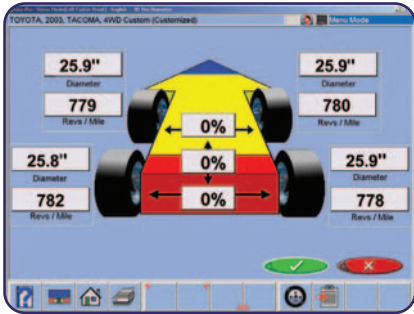 TOYOTA, 2003, TACOMA, 4WD Custom (Customized)
Menu Mode
25.9"
Diameter
779
Revs / Mile
25.9"
Diameter
780
Revs / Mile
0%
0%
0%
25.8"
Diameter
782
Revs / Mile
25.9"
Diameter
778
Revs / Mile